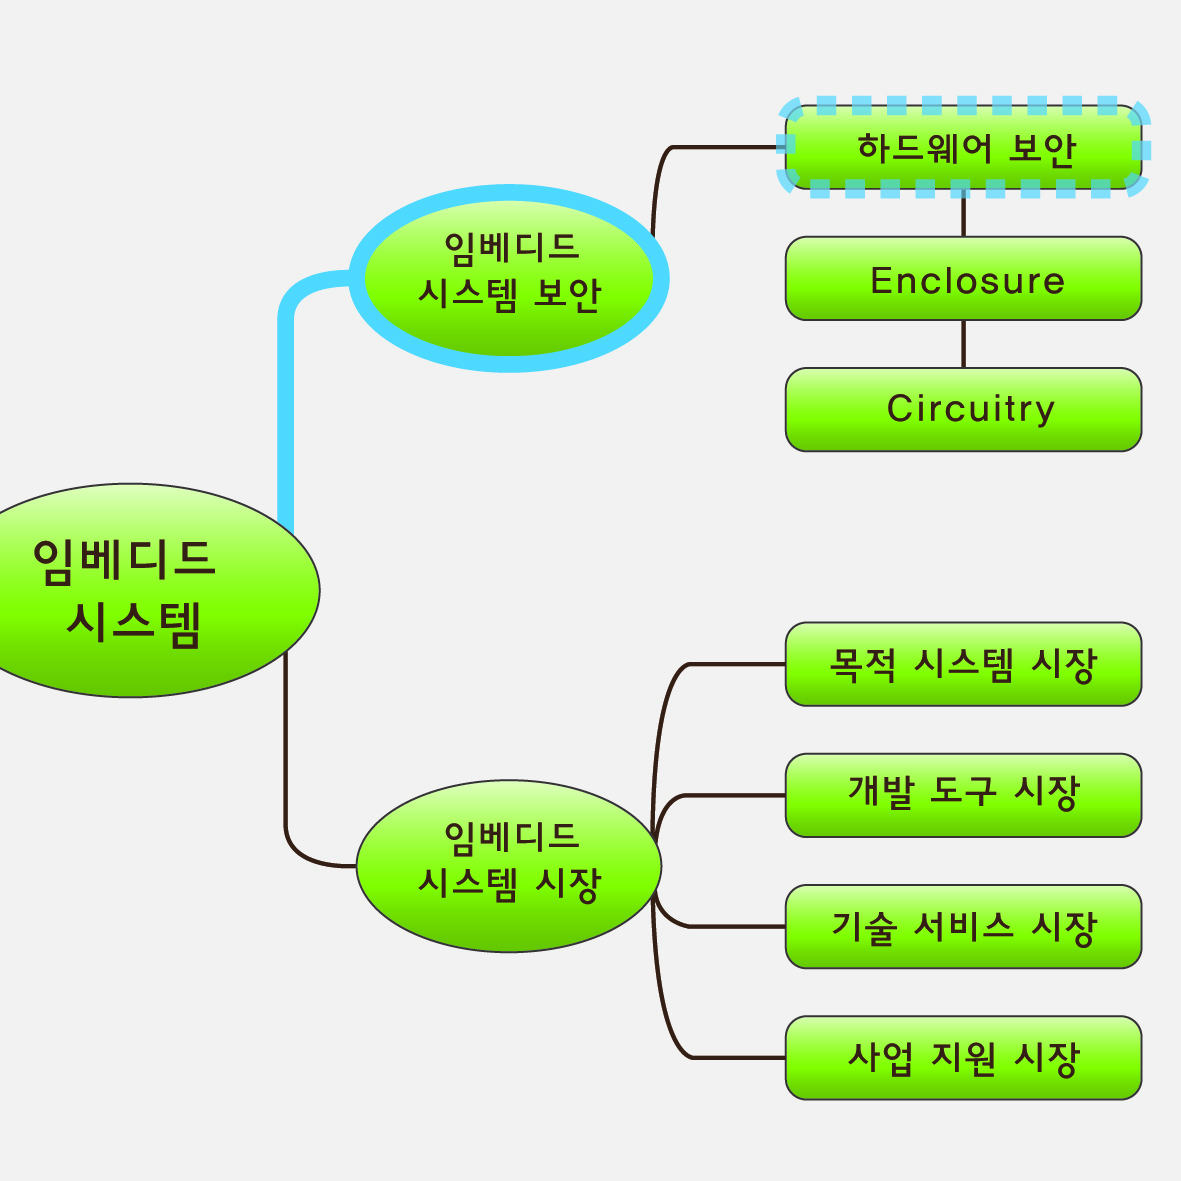 하드웨어 보안
임베디드
시스템 보안
Enclosure
Circuitry
임베디드
시스템
목적 시스템 시장
개발 도구 시장
임베디드
시스템 시장
기술 서비스 시장
사업 지원 시장